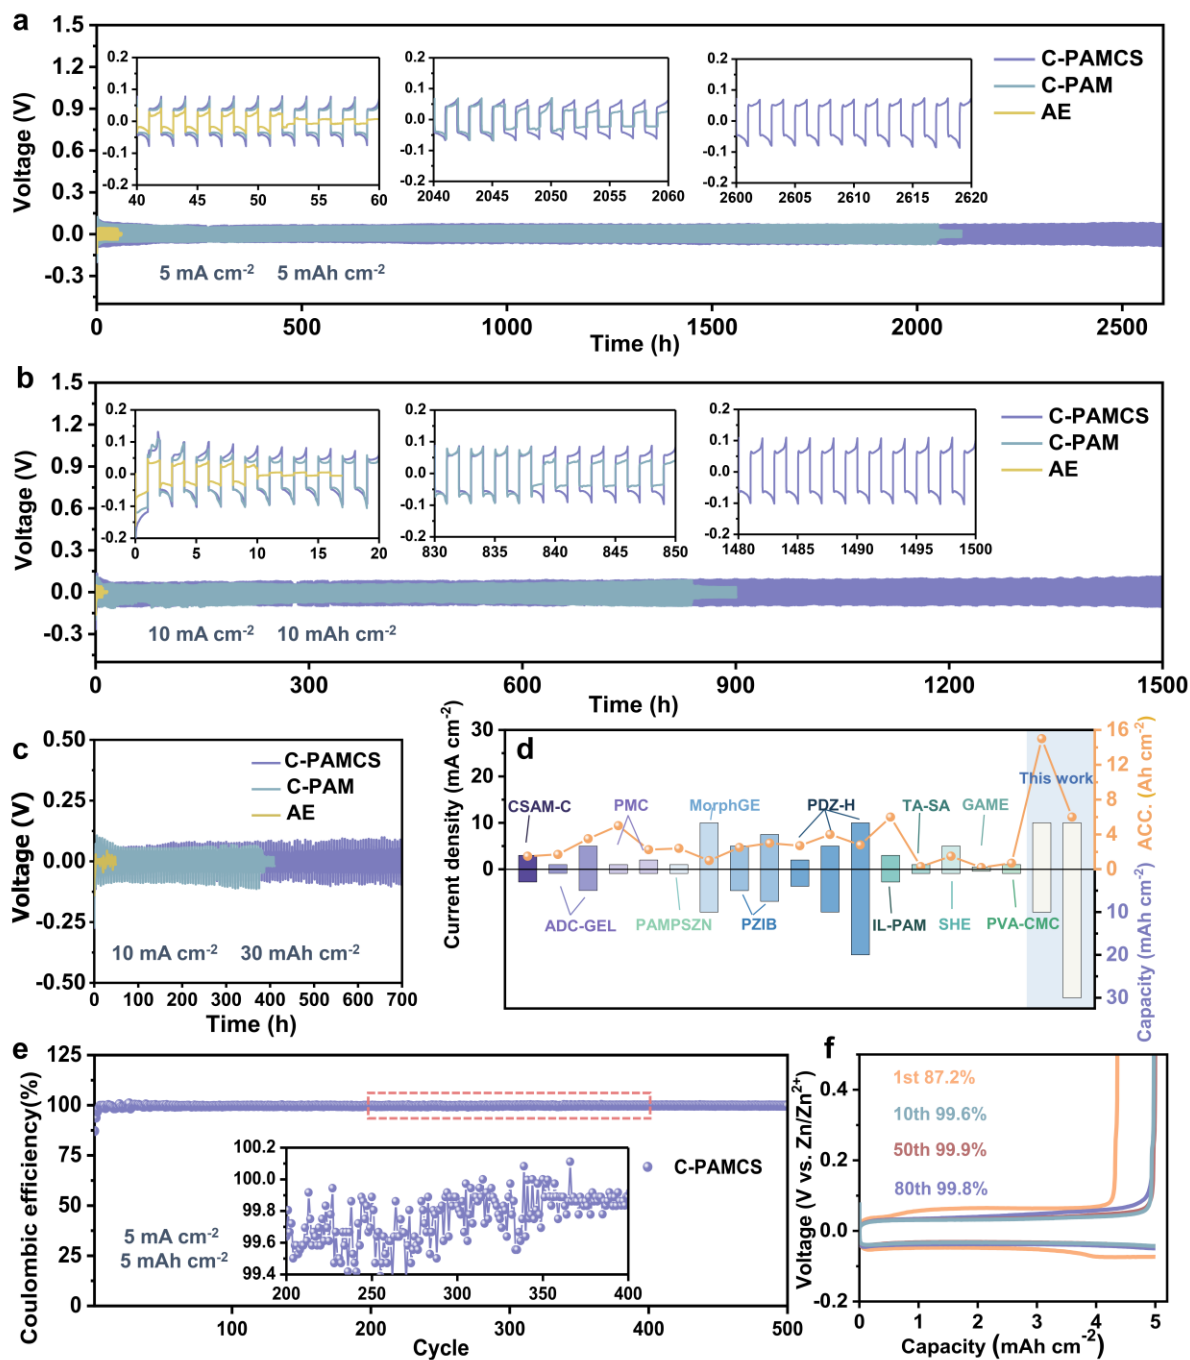 a
1.5
1.2
0.9
0.6
0.3
0.0
-0.3
Voltage (V)
0.2
0.1
0.0
-0.1
-0.2
40 45 50 55 60
0.2
0.1
0.0
-0.1
-0.2
2040 2045 2050 2055 2060
0.2
0.1
0.0
-0.1
-0.2
2600 2605 2610 2615 2620
C-PAMCS
C-PAM
AE
5 mA cm⁻² 5 mAh cm⁻²
0 500 1000 1500 2000 2500
Time (h)
b
1.5
1.2
0.9
0.6
0.3
0.0
-0.3
Voltage (V)
0.2
0.1
0.0
-0.1
-0.2
0 5 10 15 20
0.2
0.1
0.0
-0.1
-0.2
830 835 840 845 850
0.2
0.1
0.0
-0.1
-0.2
1480 1485 1490 1495 1500
C-PAMCS
C-PAM
AE
10 mA cm⁻² 10 mAh cm⁻²
0 300 600 900 1200 1500
Time (h)
c
0.50
0.25
0.00
-0.25
-0.50
Voltage (V)
C-PAMCS
C-PAM
AE
10 mA cm⁻² 30 mAh cm⁻²
0 100 200 300 400 500 600 700
Time (h)
d
30
20
10
0
Current density (mA cm⁻²)
16
12
8
4
0
ACC. (Ah cm⁻²)
10
20
30
Capacity (mAh cm⁻²)
This work
CSAM-C PMC MorphGE PDZ-H TA-SA GAME
ADC-GEL PAMPSZN PZIB IL-PAM SHE PVA-CMC
e
125
100
75
50
25
0
Coulombic efficiency(%)
100.2
100.0
99.8
99.6
99.4
200 250 300 350 400
C-PAMCS
5 mA cm⁻²
5 mAh cm⁻²
100 200 300 400 500
Cycle
f
0.4
0.2
0.0
-0.2
Voltage (V vs. Zn/Zn²⁺)
1st 87.2%
10th 99.6%
50th 99.9%
80th 99.8%
0 1 2 3 4 5
Capacity (mAh cm⁻²)